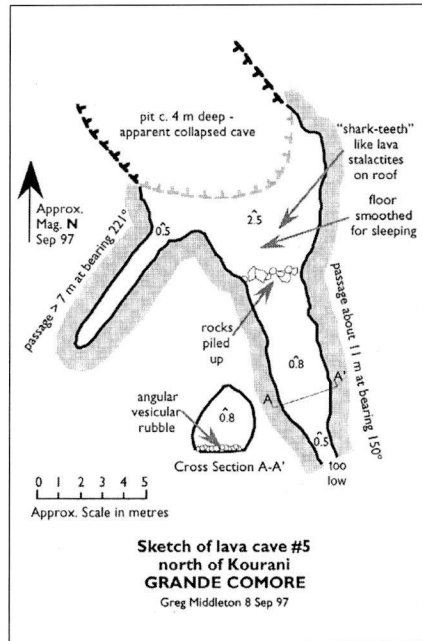 pit c. 4 m deep -
apparent collapsed cave
"shark-teeth"
like lava
stalactites
on roof
floor
smoothed
for sleeping
Approx.
Mag. N
Sep 97
2.5
0.5
passage > 7 m at bearing 221°
passage about 11 m at bearing 150°
rocks
piled
up
0.8
A
A'
angular
vesicular
rubble
0.8
Cross Section A-A'
0.5
too
low
0 1 2 3 4 5
Approx. Scale in metres
Sketch of lava cave #5
north of Kourani
GRANDE COMORE
Greg Middleton 8 Sep 97